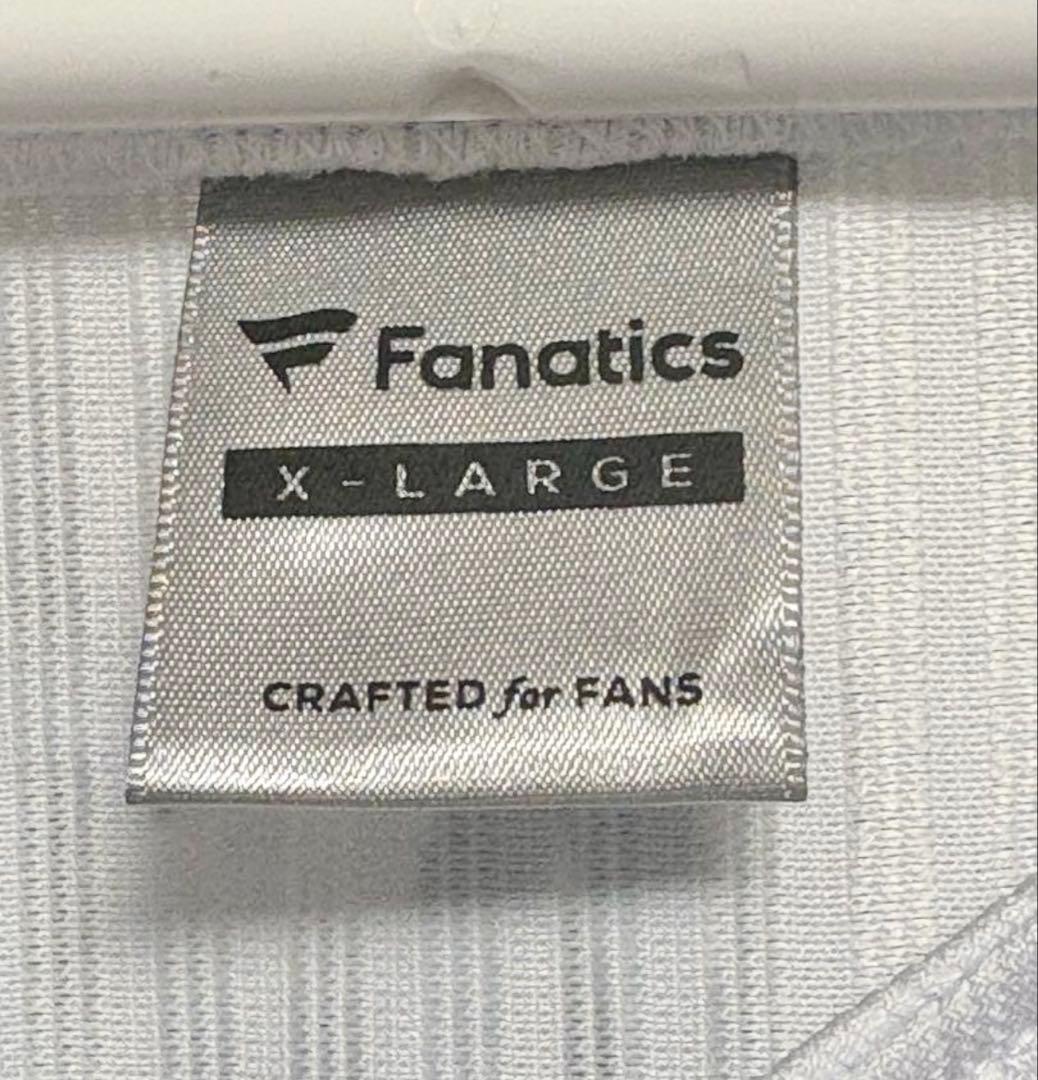 Fanatics
X-LARGE
CRAFTED for FANS